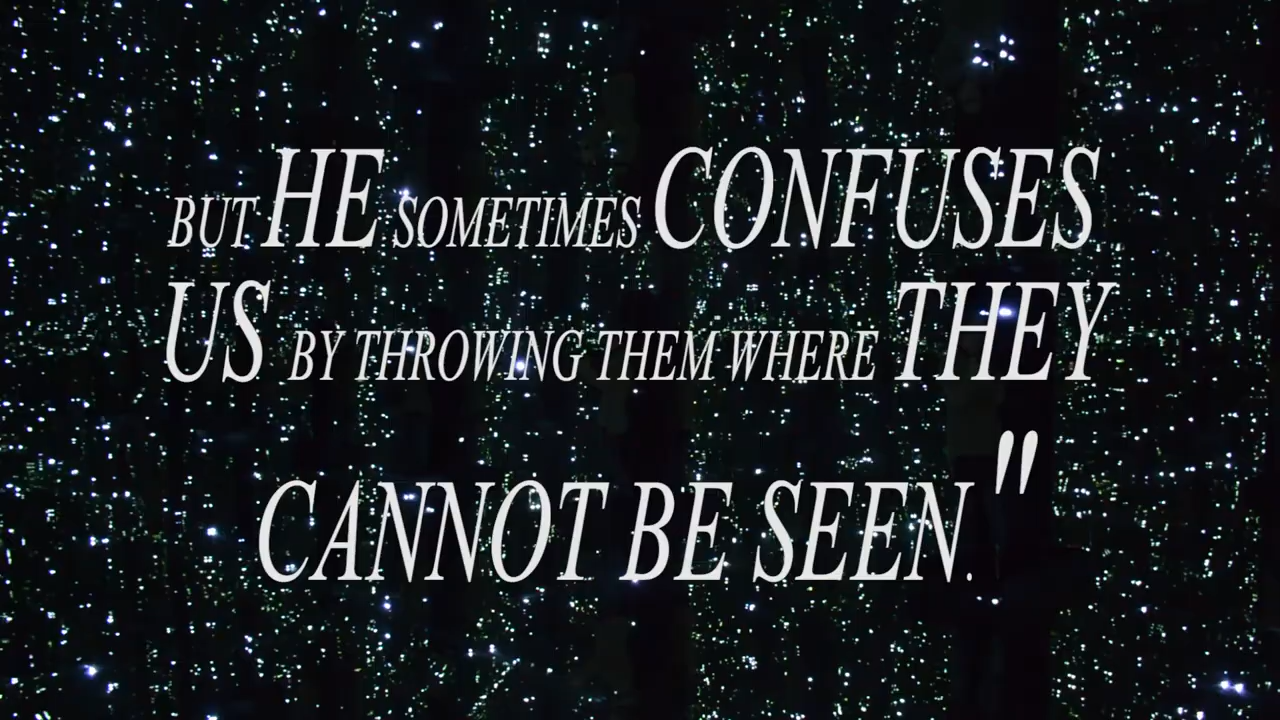 BUT HE SOMETIMES CONFUSES
US BY THROWING THEM WHERE THEY
CANNOT BE SEEN."